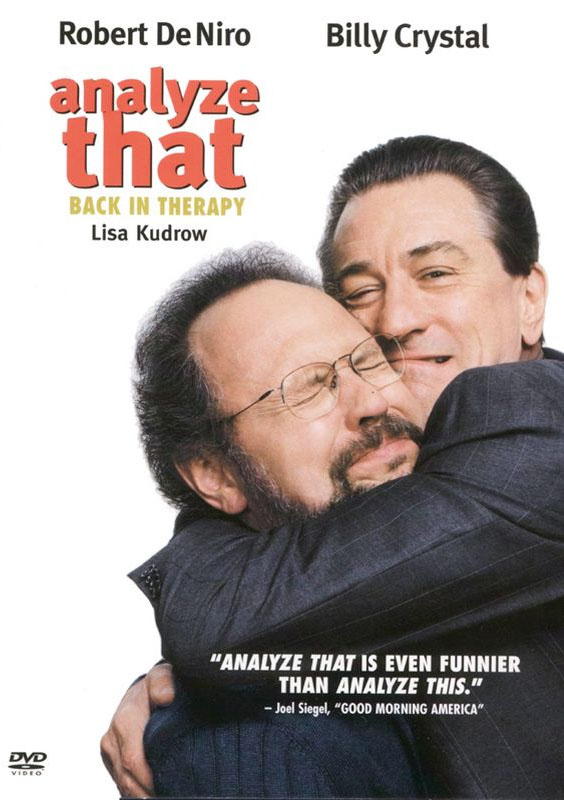 Robert De Niro Billy Crystal
analyze
that
BACK IN THERAPY
Lisa Kudrow
“ANALYZE THAT IS EVEN FUNNIER
THAN ANALYZE THIS.”
– Joel Siegel, “GOOD MORNING AMERICA”
DVD
VIDEO